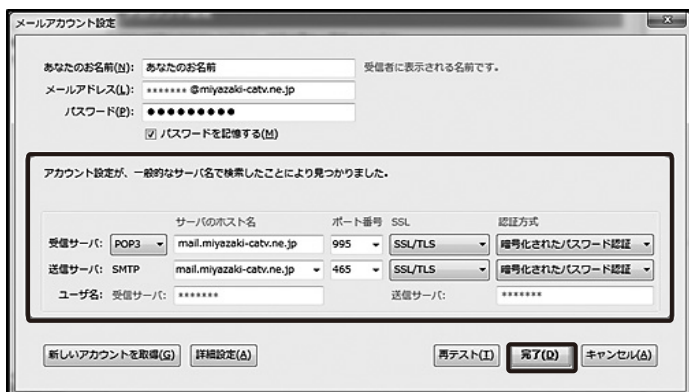 メールアカウント設定
あなたのお名前(N): あなたのお名前 受信者に表示される名前です。
メールアドレス(L): ******* @miyazaki-catv.ne.jp
パスワード(P): ●●●●●●●●●
パスワードを記憶する(M)
アカウント設定が、一般的なサーバ名で検索したことにより見つかりました。
サーバのホスト名 ポート番号 SSL 認証方式
受信サーバ: POP3 mail.miyazaki-catv.ne.jp 995 SSL/TLS 暗号化されたパスワード認証
送信サーバ: SMTP mail.miyazaki-catv.ne.jp 465 SSL/TLS 暗号化されたパスワード認証
ユーザ名: 受信サーバ: ******* 送信サーバ: *******
新しいアカウントを取得(G) 詳細設定(A) 再テスト(T) 完了(D) キャンセル(A)